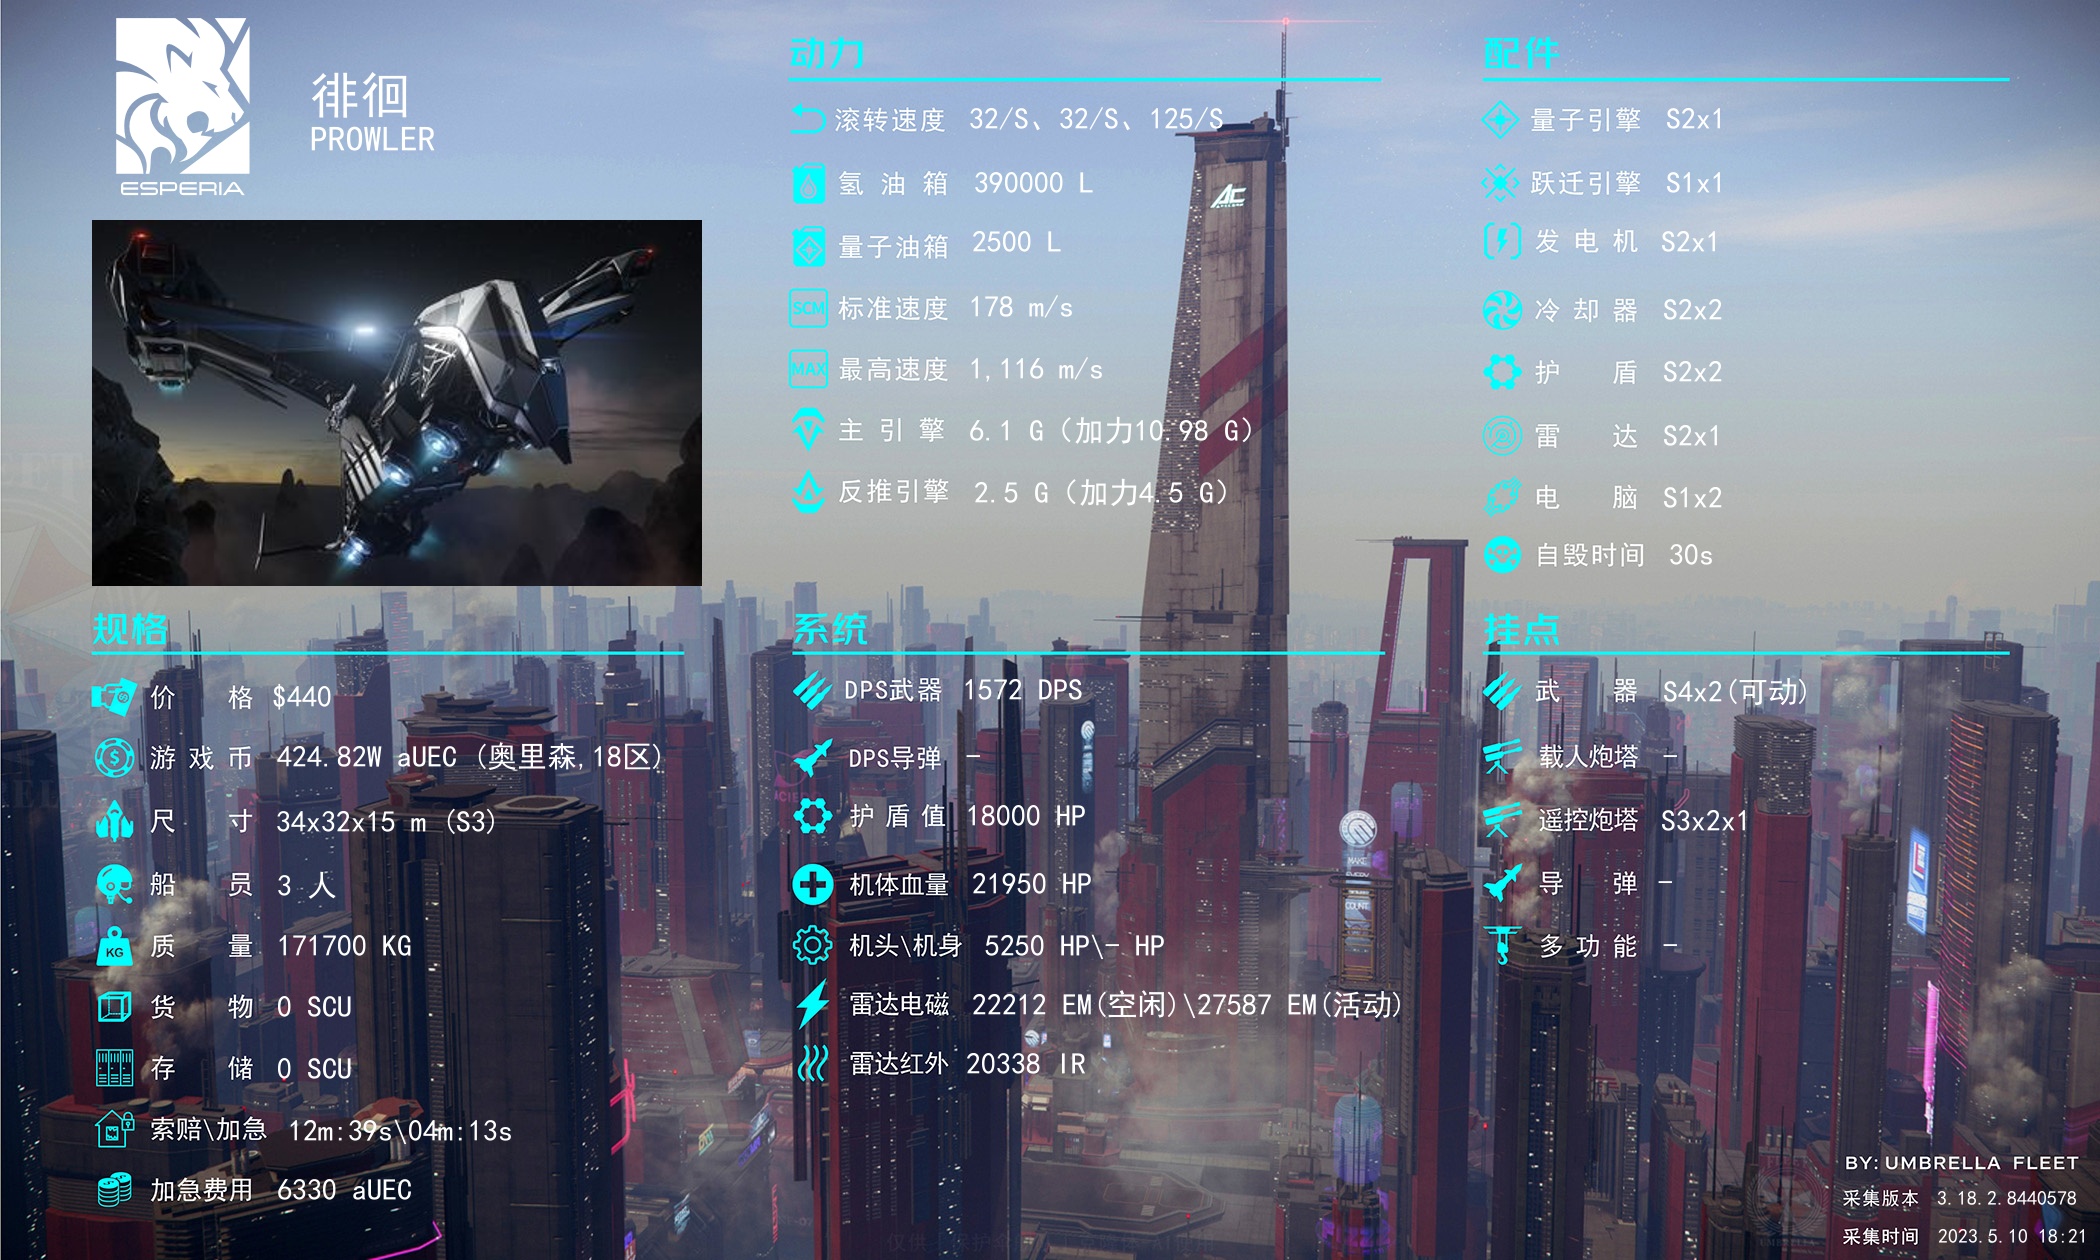 ESPERIA
徘徊
PROWLER
动力
滚转速度 32/S、32/S、125/S
氢油箱 390000 L
量子油箱 2500 L
SCM 标准速度 178 m/s
MAX 最高速度 1,116 m/s
主引擎 6.1 G（加力10.98 G）
反推引擎 2.5 G（加力4.5 G）
配件
量子引擎 S2x1
跃迁引擎 S1x1
发电机 S2x1
冷却器 S2x2
护盾 S2x2
雷达 S2x1
电脑 S1x2
自毁时间 30s
规格
价格 $440
游戏币 424.82W aUEC (奥里森,18区)
尺寸 34x32x15 m (S3)
船员 3 人
KG 质量 171700 KG
货物 0 SCU
存储 0 SCU
索赔\加急 12m:39s\04m:13s
加急费用 6330 aUEC
系统
DPS武器 1572 DPS
DPS导弹 -
护盾值 18000 HP
机体血量 21950 HP
机头\机身 5250 HP\- HP
雷达电磁 22212 EM(空闲)\27587 EM(活动)
雷达红外 20338 IR
挂点
武器 S4x2(可动)
载人炮塔 -
遥控炮塔 S3x2x1
导弹 -
多功能 -
AC
MAKE
EVERY
COUNT
BY: UMBRELLA FLEET
采集版本 3.18.2.8440578
采集时间 2023.5.10 18:21